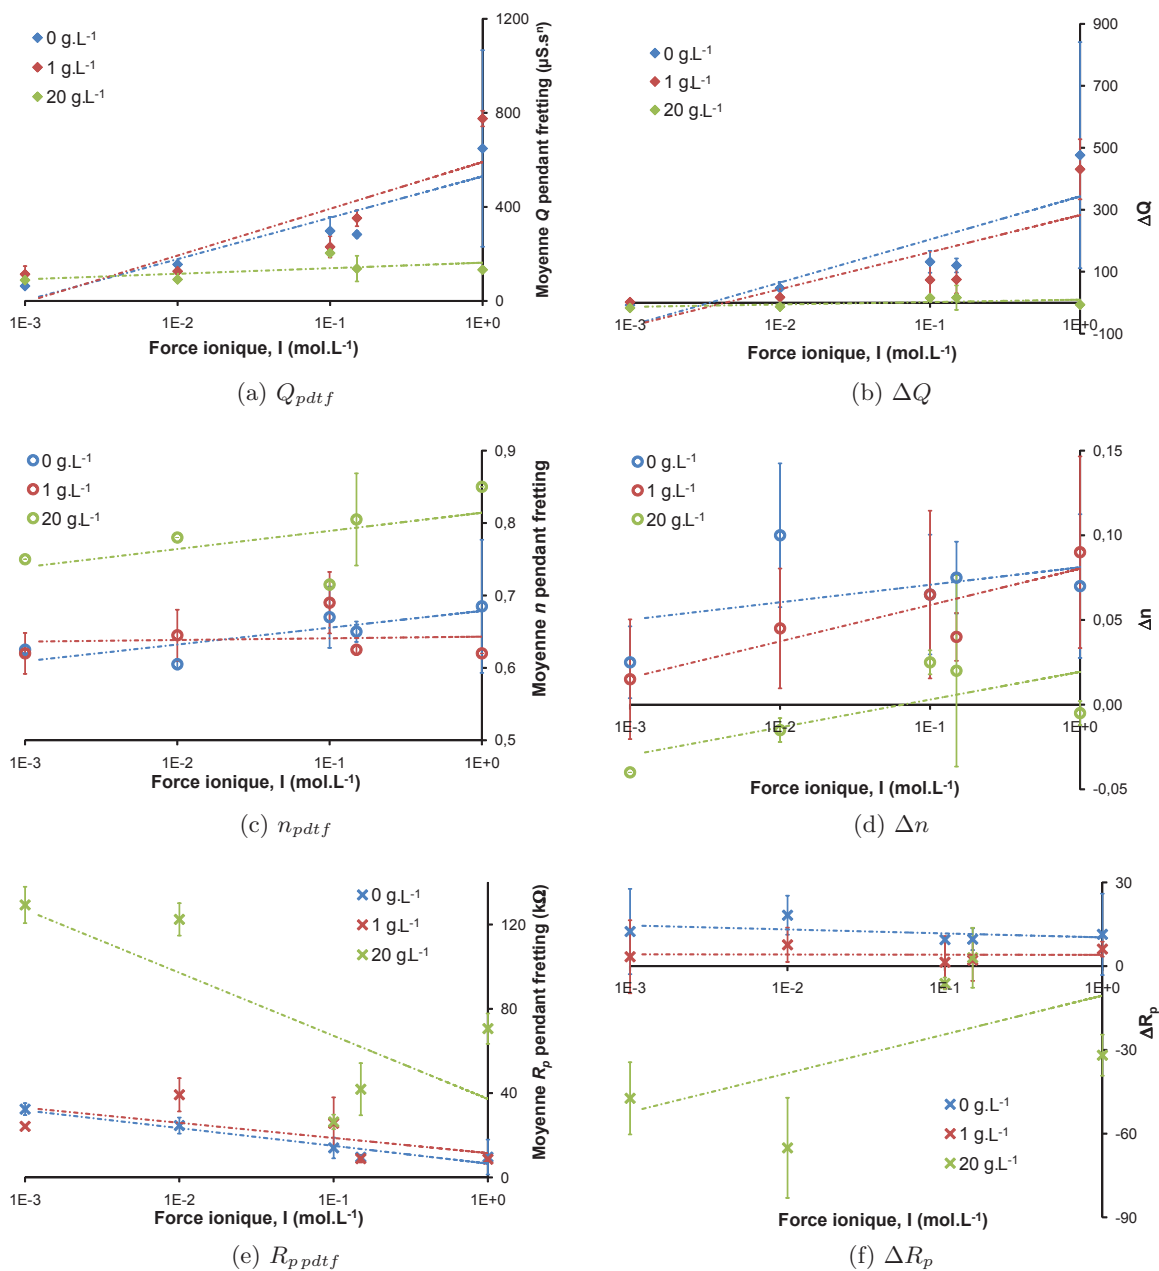 0 g.L⁻¹
1 g.L⁻¹
20 g.L⁻¹
1200
800
400
0
Moyenne Q pendant fretting (µS.sⁿ)
1E-3 1E-2 1E-1 1E+0
Force ionique, I (mol.L⁻¹)
(a) Q_pdtf
0 g.L⁻¹
1 g.L⁻¹
20 g.L⁻¹
900
700
500
300
100
-100
ΔQ
1E-3 1E-2 1E-1 1E+0
Force ionique, I (mol.L⁻¹)
(b) ΔQ
0 g.L⁻¹
1 g.L⁻¹
20 g.L⁻¹
0,9
0,8
0,7
0,6
0,5
Moyenne n pendant fretting
1E-3 1E-2 1E-1 1E+0
Force ionique, I (mol.L⁻¹)
(c) n_pdtf
0 g.L⁻¹
1 g.L⁻¹
20 g.L⁻¹
0,15
0,10
0,05
0,00
-0,05
Δn
1E-3 1E-2 1E-1 1E+0
Force ionique, I (mol.L⁻¹)
(d) Δn
0 g.L⁻¹
1 g.L⁻¹
20 g.L⁻¹
120
80
40
0
Moyenne R_p pendant fretting (kΩ)
1E-3 1E-2 1E-1 1E+0
Force ionique, I (mol.L⁻¹)
(e) R_p pdtf
30
0
-30
-60
-90
ΔR_p
1E-3 1E-2 1E-1 1E+0
0 g.L⁻¹
1 g.L⁻¹
20 g.L⁻¹
Force ionique, I (mol.L⁻¹)
(f) ΔR_p